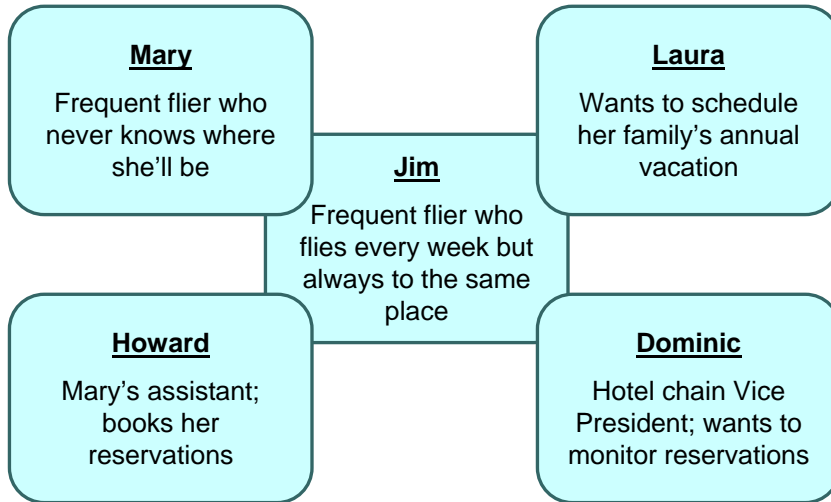 Mary
Frequent flier who
never knows where
she'll be
Laura
Wants to schedule
her family's annual
vacation
Jim
Frequent flier who
flies every week but
always to the same
place
Howard
Mary's assistant;
books her
reservations
Dominic
Hotel chain Vice
President; wants to
monitor reservations